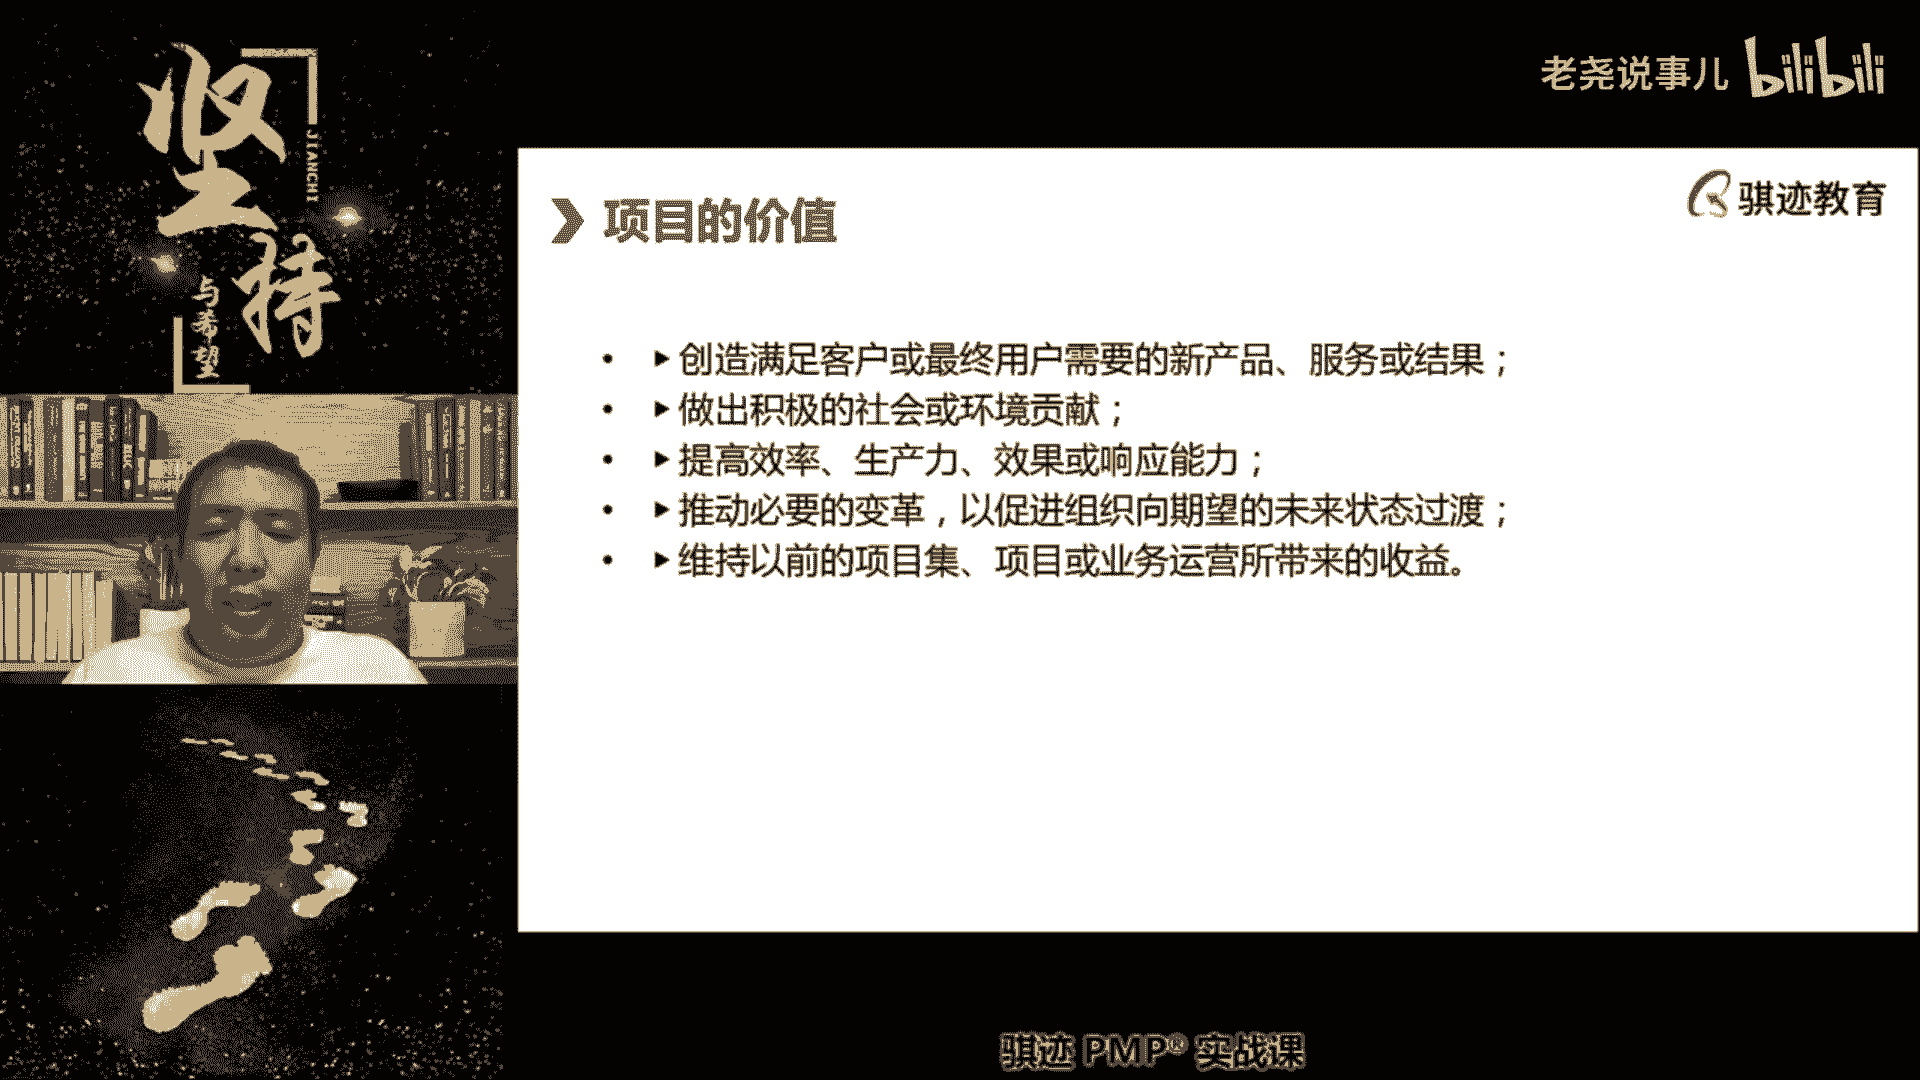 坚持
JIANCHI
与希望
老尧说事儿 bilibili
骐迹教育
项目的价值
• ►创造满足客户或最终用户需要的新产品、服务或结果；
• ►做出积极的社会或环境贡献；
• ►提高效率、生产力、效果或响应能力；
• ►推动必要的变革，以促进组织向期望的未来状态过渡；
• ►维持以前的项目集、项目或业务运营所带来的收益。
骐迹 PMP® 实战课